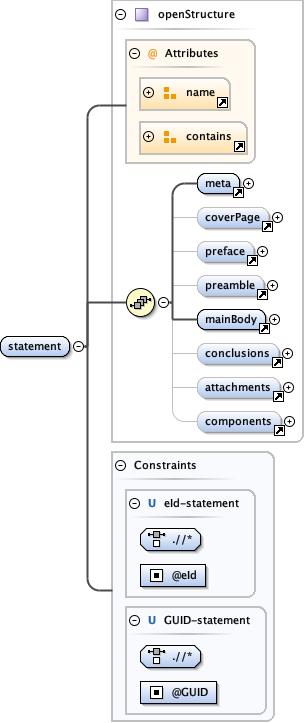 openStructure
@ Attributes
name
contains
meta
coverPage
preface
preamble
mainBody
statement
conclusions
attachments
components
Constraints
U eId-statement
.//*
@eId
U GUID-statement
.//*
@GUID